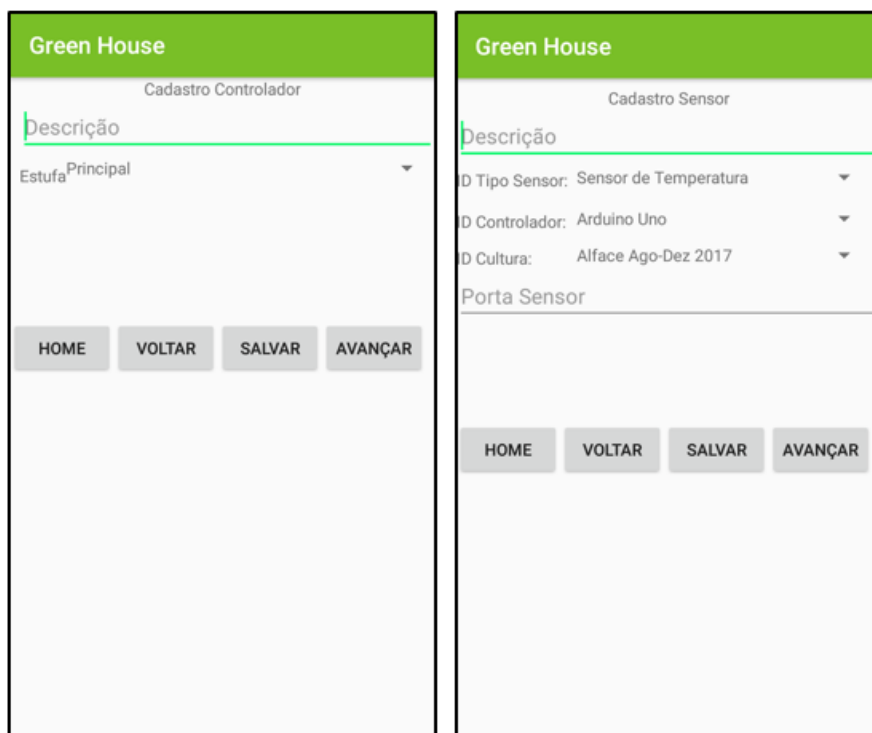 Green House
Cadastro Controlador
Descrição
Estufa Principal
HOME VOLTAR SALVAR AVANÇAR
Green House
Cadastro Sensor
Descrição
ID Tipo Sensor: Sensor de Temperatura
ID Controlador: Arduino Uno
ID Cultura: Alface Ago-Dez 2017
Porta Sensor
HOME VOLTAR SALVAR AVANÇAR